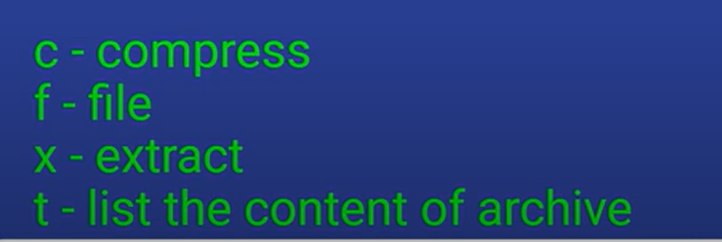 c - compress
f - file
x - extract
t - list the content of archive